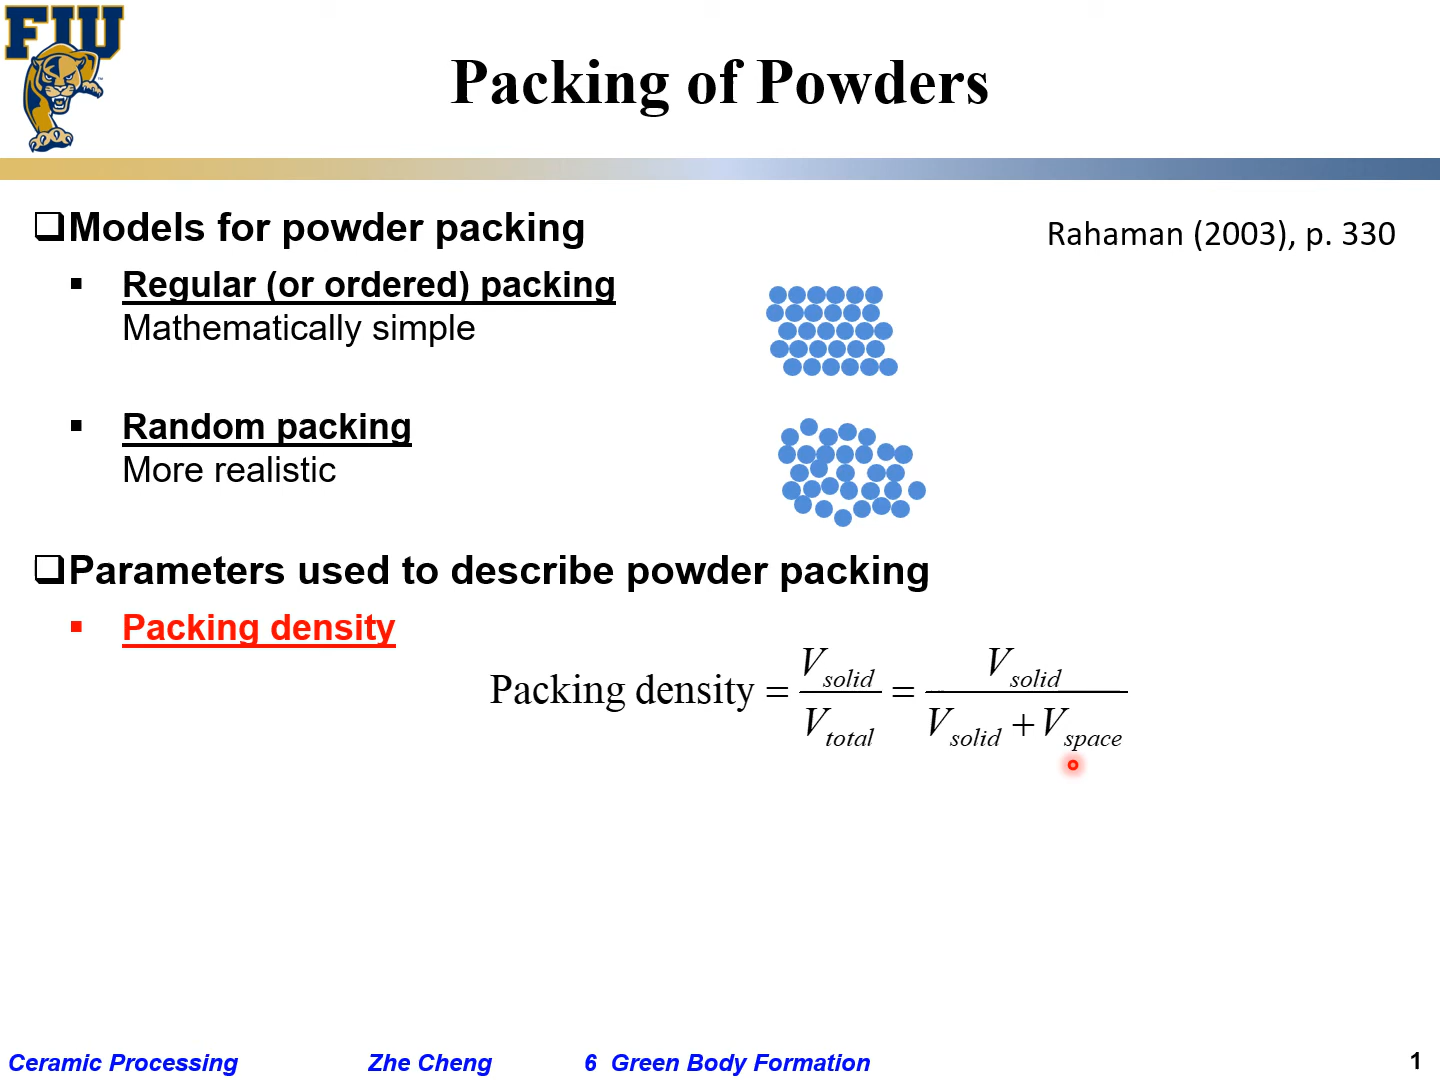 FIU
Packing of Powders
❑Models for powder packing
Rahaman (2003), p. 330
▪ Regular (or ordered) packing
Mathematically simple
▪ Random packing
More realistic
❑Parameters used to describe powder packing
▪ Packing density
Packing density = V_solid / V_total = V_solid / (V_solid + V_space)
Ceramic Processing Zhe Cheng 6 Green Body Formation 1